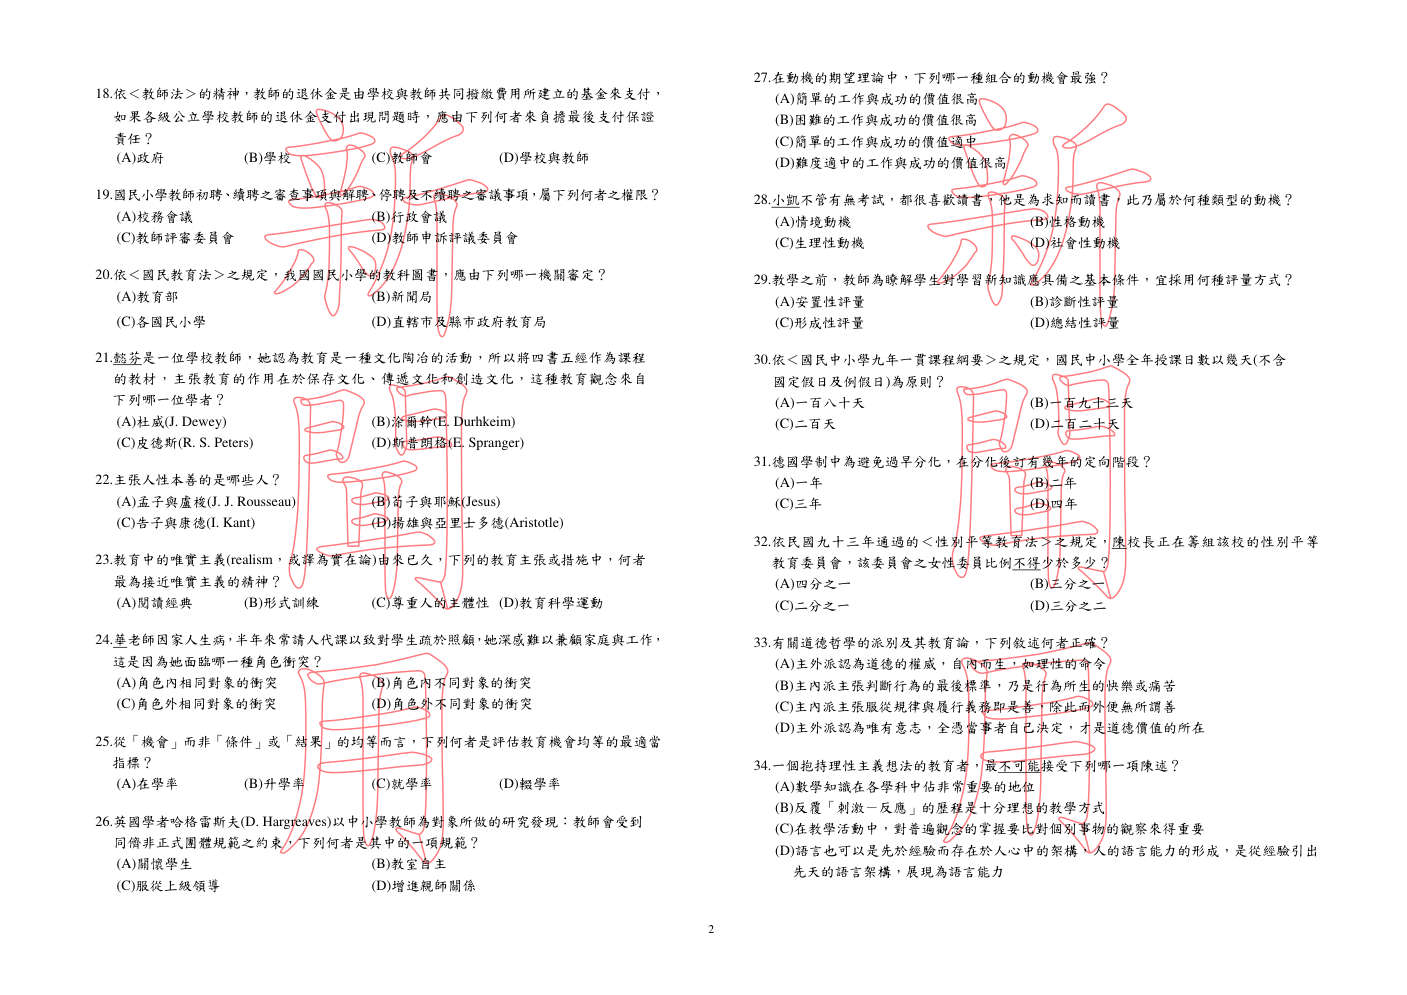 18.依＜教師法＞的精神，教師的退休金是由學校與教師共同撥繳費用所建立的基金來支付，
如果各級公立學校教師的退休金支付出現問題時，應由下列何者來負擔最後支付保證
責任？
(A)政府 (B)學校 (C)教師會 (D)學校與教師
19.國民小學教師初聘、續聘之審查事項與解聘、停聘及不續聘之審議事項，屬下列何者之權限？
(A)校務會議 (B)行政會議
(C)教師評審委員會 (D)教師申訴評議委員會
20.依＜國民教育法＞之規定，我國國民小學的教科圖書，應由下列哪一機關審定？
(A)教育部 (B)新聞局
(C)各國民小學 (D)直轄市及縣市政府教育局
21.懿芬是一位學校教師，她認為教育是一種文化陶冶的活動，所以將四書五經作為課程
的教材，主張教育的作用在於保存文化、傳遞文化和創造文化，這種教育觀念來自
下列哪一位學者？
(A)杜威(J. Dewey) (B)涂爾幹(E. Durhkeim)
(C)皮德斯(R. S. Peters) (D)斯普朗格(E. Spranger)
22.主張人性本善的是哪些人？
(A)孟子與盧梭(J. J. Rousseau) (B)荀子與耶穌(Jesus)
(C)告子與康德(I. Kant) (D)揚雄與亞里士多德(Aristotle)
23.教育中的唯實主義(realism，或譯為實在論)由來已久，下列的教育主張或措施中，何者
最為接近唯實主義的精神？
(A)閱讀經典 (B)形式訓練 (C)尊重人的主體性 (D)教育科學運動
24.華老師因家人生病，半年來常請人代課以致對學生疏於照顧，她深感難以兼顧家庭與工作，
這是因為她面臨哪一種角色衝突？
(A)角色內相同對象的衝突 (B)角色內不同對象的衝突
(C)角色外相同對象的衝突 (D)角色外不同對象的衝突
25.從「機會」而非「條件」或「結果」的均等而言，下列何者是評估教育機會均等的最適當
指標？
(A)在學率 (B)升學率 (C)就學率 (D)輟學率
26.英國學者哈格雷斯夫(D. Hargreaves)以中小學教師為對象所做的研究發現：教師會受到
同儕非正式團體規範之約束，下列何者是其中的一項規範？
(A)關懷學生 (B)教室自主
(C)服從上級領導 (D)增進親師關係
27.在動機的期望理論中，下列哪一種組合的動機會最強？
(A)簡單的工作與成功的價值很高
(B)困難的工作與成功的價值很高
(C)簡單的工作與成功的價值適中
(D)難度適中的工作與成功的價值很高
28.小凱不管有無考試，都很喜歡讀書，他是為求知而讀書，此乃屬於何種類型的動機？
(A)情境動機 (B)性格動機
(C)生理性動機 (D)社會性動機
29.教學之前，教師為瞭解學生對學習新知識應具備之基本條件，宜採用何種評量方式？
(A)安置性評量 (B)診斷性評量
(C)形成性評量 (D)總結性評量
30.依＜國民中小學九年一貫課程綱要＞之規定，國民中小學全年授課日數以幾天(不含
國定假日及例假日)為原則？
(A)一百八十天 (B)一百九十三天
(C)二百天 (D)二百二十天
31.德國學制中為避免過早分化，在分化後訂有幾年的定向階段？
(A)一年 (B)二年
(C)三年 (D)四年
32.依民國九十三年通過的＜性別平等教育法＞之規定，陳校長正在籌組該校的性別平等
教育委員會，該委員會之女性委員比例不得少於多少？
(A)四分之一 (B)三分之一
(C)二分之一 (D)三分之二
33.有關道德哲學的派別及其教育論，下列敘述何者正確？
(A)主外派認為道德的權威，自內而生，如理性的命令
(B)主內派主張判斷行為的最後標準，乃是行為所生的快樂或痛苦
(C)主內派主張服從規律與履行義務即是善，除此而外便無所謂善
(D)主外派認為唯有意志，全憑當事者自己決定，才是道德價值的所在
34.一個抱持理性主義想法的教育者，最不可能接受下列哪一項陳述？
(A)數學知識在各學科中佔非常重要的地位
(B)反覆「刺激－反應」的歷程是十分理想的教學方式
(C)在教學活動中，對普遍觀念的掌握要比對個別事物的觀察來得重要
(D)語言也可以是先於經驗而存在於人心中的架構，人的語言能力的形成，是從經驗引出
先天的語言架構，展現為語言能力
新聞用
新聞用
2